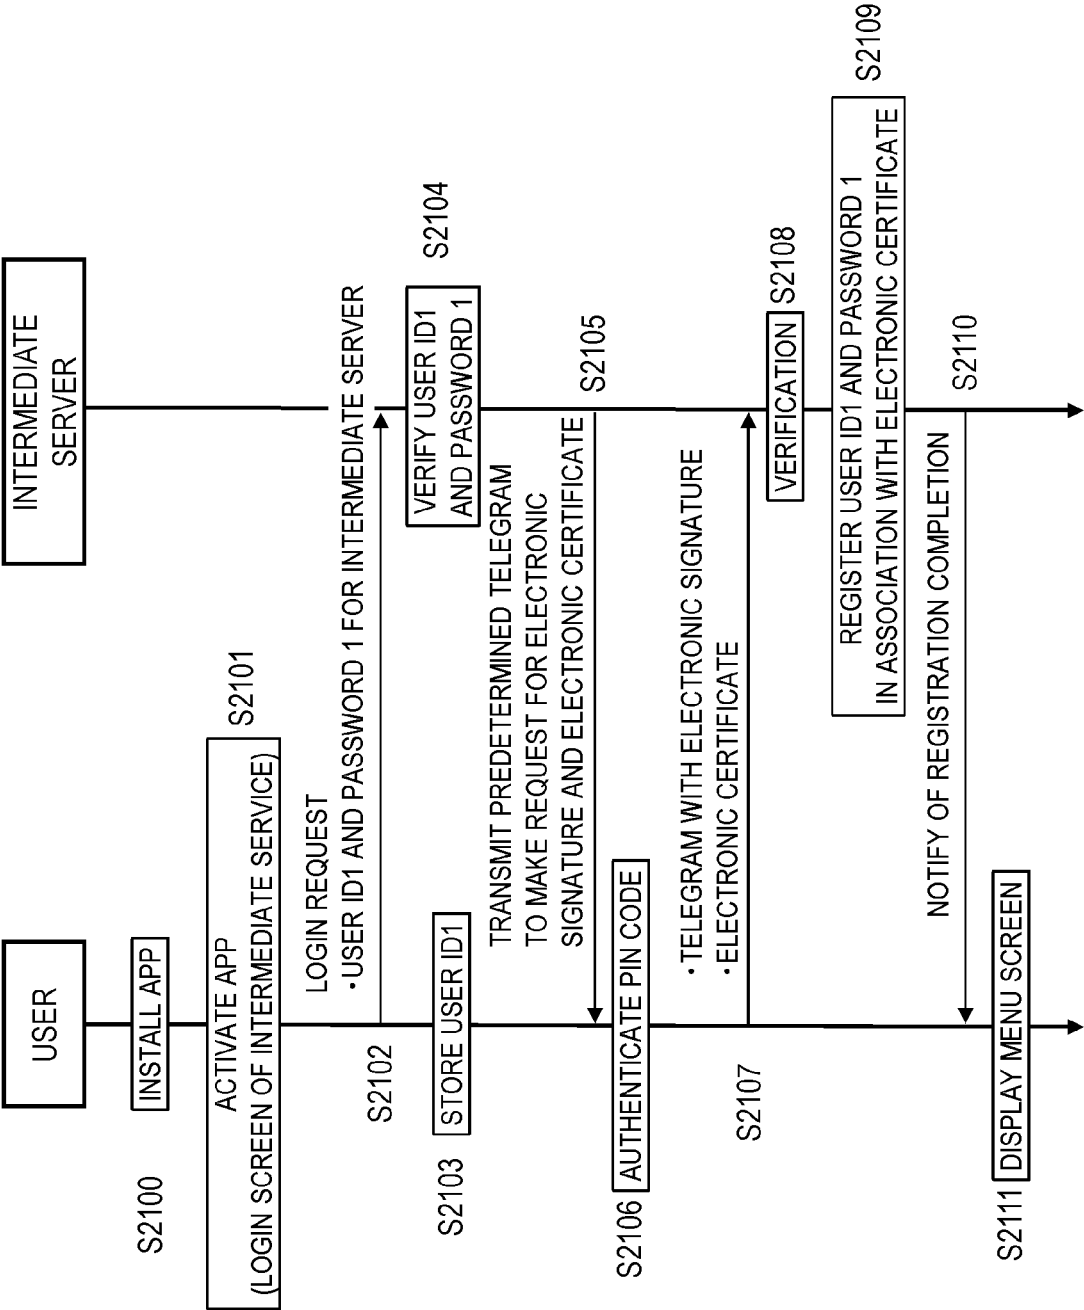 USER
INTERMEDIATE
SERVER
INSTALL APP
S2100
ACTIVATE APP
(LOGIN SCREEN OF INTERMEDIATE SERVICE)
S2101
LOGIN REQUEST
・USER ID1 AND PASSWORD 1 FOR INTERMEDIATE SERVER
S2102
S2103
STORE USER ID1
VERIFY USER ID1
AND PASSWORD 1
S2104
TRANSMIT PREDETERMINED TELEGRAM
TO MAKE REQUEST FOR ELECTRONIC
SIGNATURE AND ELECTRONIC CERTIFICATE
S2105
S2106
AUTHENTICATE PIN CODE
・TELEGRAM WITH ELECTRONIC SIGNATURE
・ELECTRONIC CERTIFICATE
S2107
VERIFICATION
S2108
REGISTER USER ID1 AND PASSWORD 1
IN ASSOCIATION WITH ELECTRONIC CERTIFICATE
S2109
NOTIFY OF REGISTRATION COMPLETION
S2110
S2111
DISPLAY MENU SCREEN